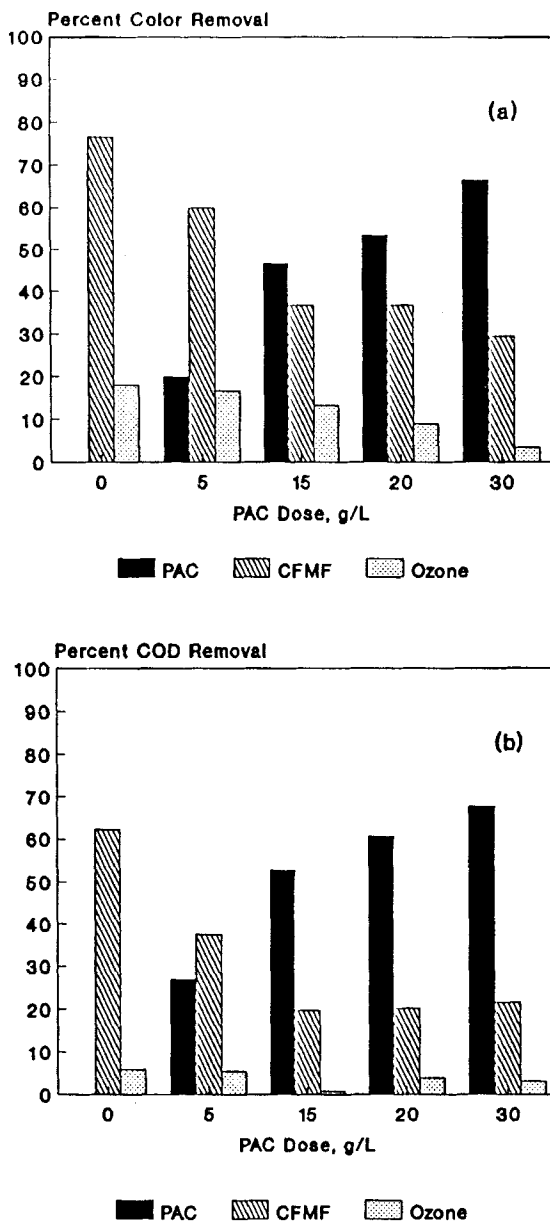 Percent Color Removal
100
90
80
70
60
50
40
30
20
10
0
(a)
0 5 15 20 30
PAC Dose, g/L
PAC CFMF Ozone
Percent COD Removal
100
90
80
70
60
50
40
30
20
10
0
(b)
0 5 15 20 30
PAC Dose, g/L
PAC CFMF Ozone